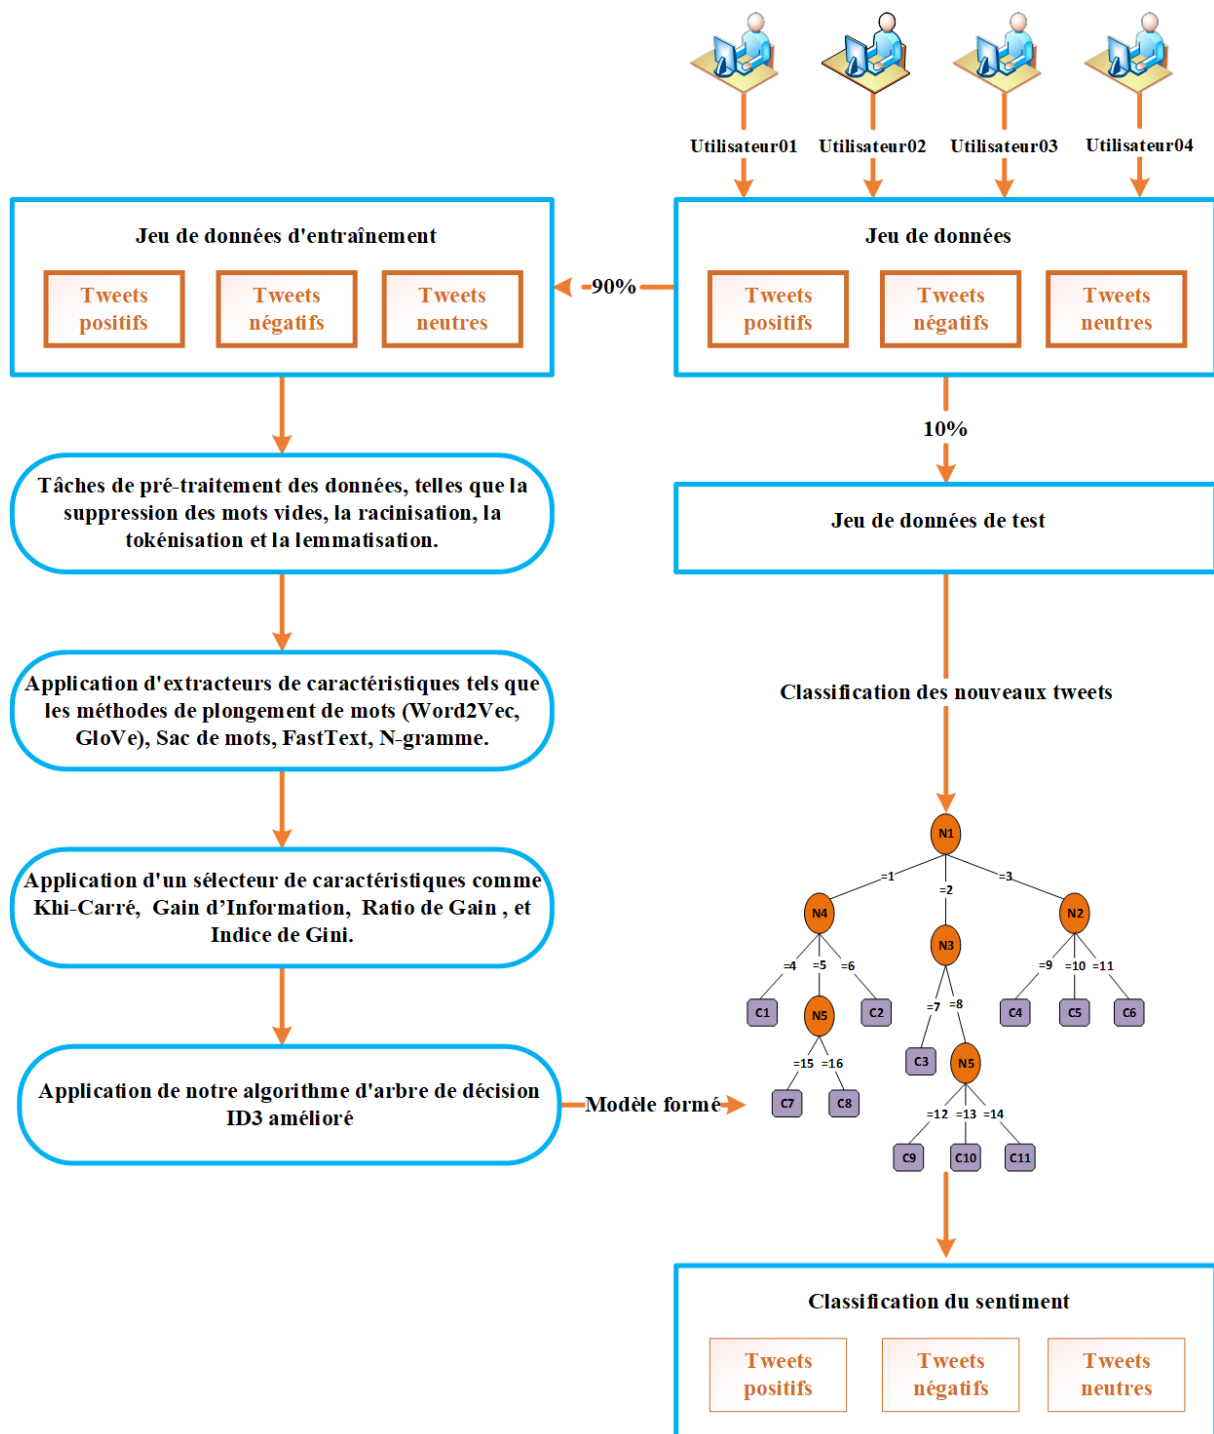 Utilisateur01
Utilisateur02
Utilisateur03
Utilisateur04
Jeu de données d'entraînement
Tweets
positifs
Tweets
négatifs
Tweets
neutres
90%
Jeu de données
Tweets
positifs
Tweets
négatifs
Tweets
neutres
10%
Tâches de pré-traitement des données, telles que la
suppression des mots vides, la racinisation, la
tokénisation et la lemmatisation.
Jeu de données de test
Application d'extracteurs de caractéristiques tels que
les méthodes de plongement de mots (Word2Vec,
GloVe), Sac de mots, FastText, N-gramme.
Classification des nouveaux tweets
Application d'un sélecteur de caractéristiques comme
Khi-Carré, Gain d’Information, Ratio de Gain , et
Indice de Gini.
Application de notre algorithme d'arbre de décision
ID3 amélioré
Modèle formé
N1
=1
=2
=3
N4
N3
N2
=4
=5
=6
=7
=8
=9
=10
=11
C1
N5
C2
C3
N5
C4
C5
C6
=15
=16
C7
C8
=12
=13
=14
C9
C10
C11
Classification du sentiment
Tweets
positifs
Tweets
négatifs
Tweets
neutres